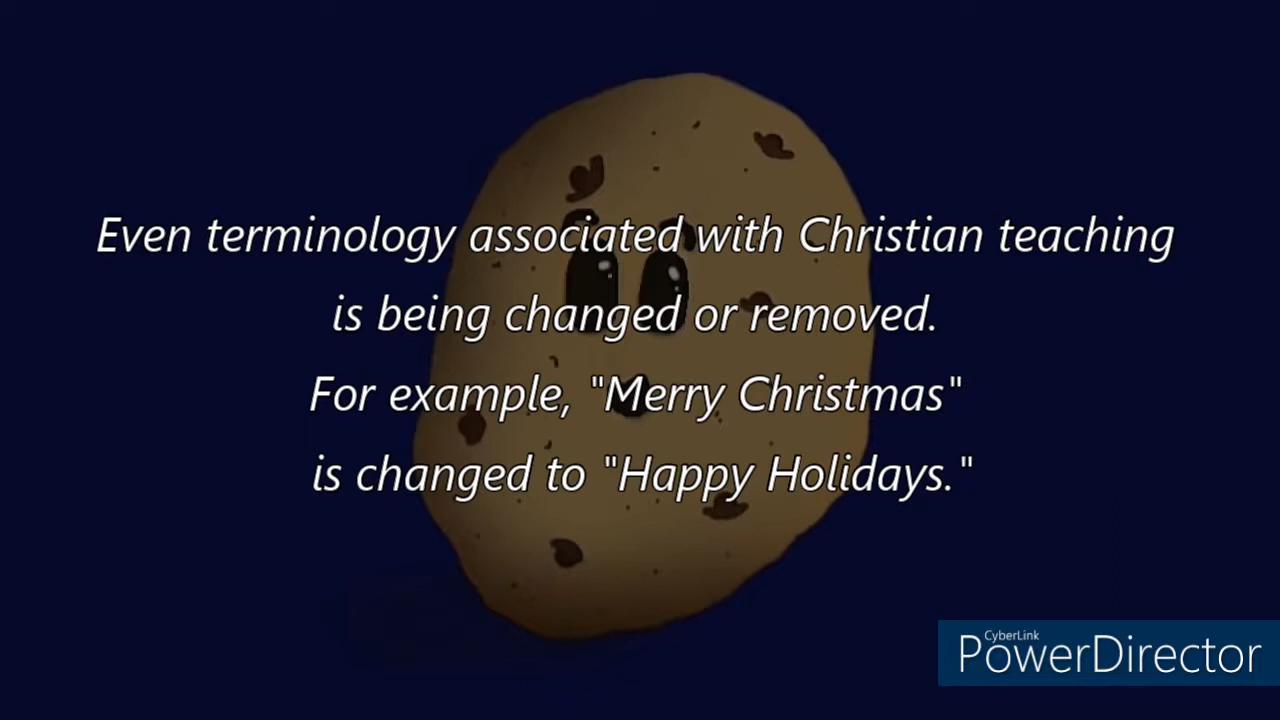 Even terminology associated with Christian teaching
is being changed or removed.
For example, "Merry Christmas"
is changed to "Happy Holidays."
CyberLink
PowerDirector